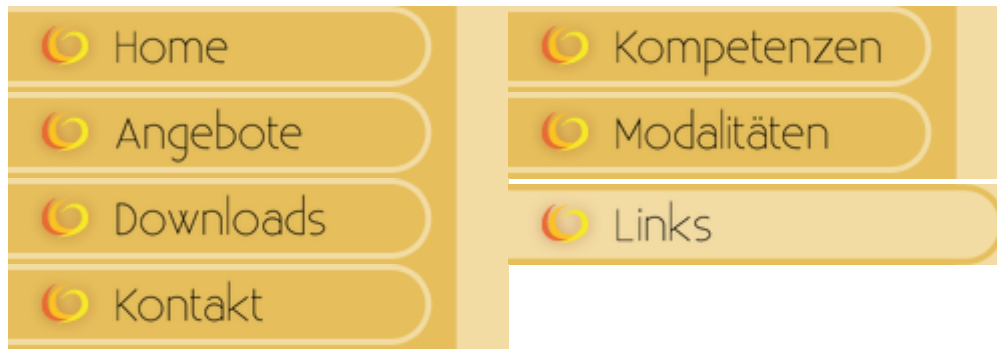 Home
Angebote
Downloads
Kontakt
Kompetenzen
Modalitäten
Links